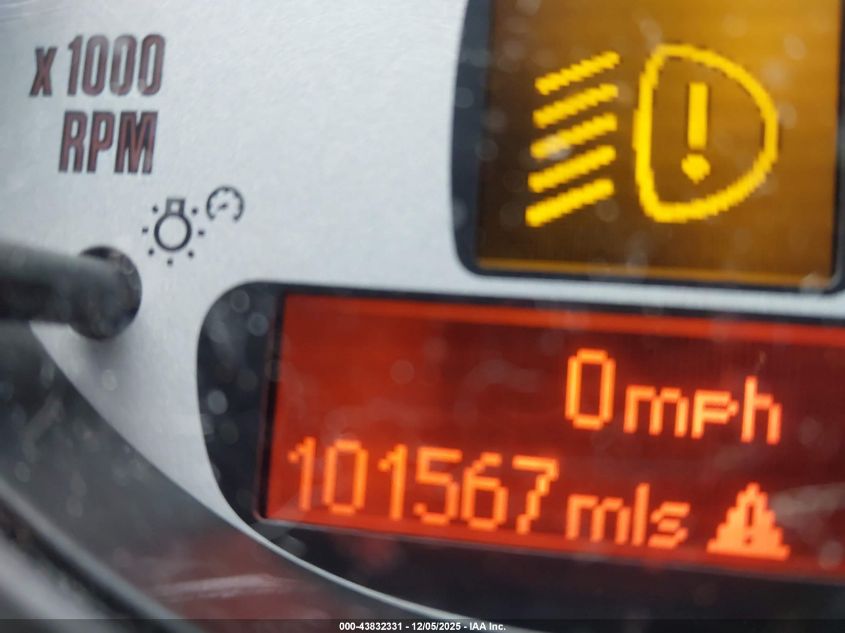 x 1000
RPM
0 mph
101567 mls
000-43832331 - 12/05/2025 - IAA Inc.